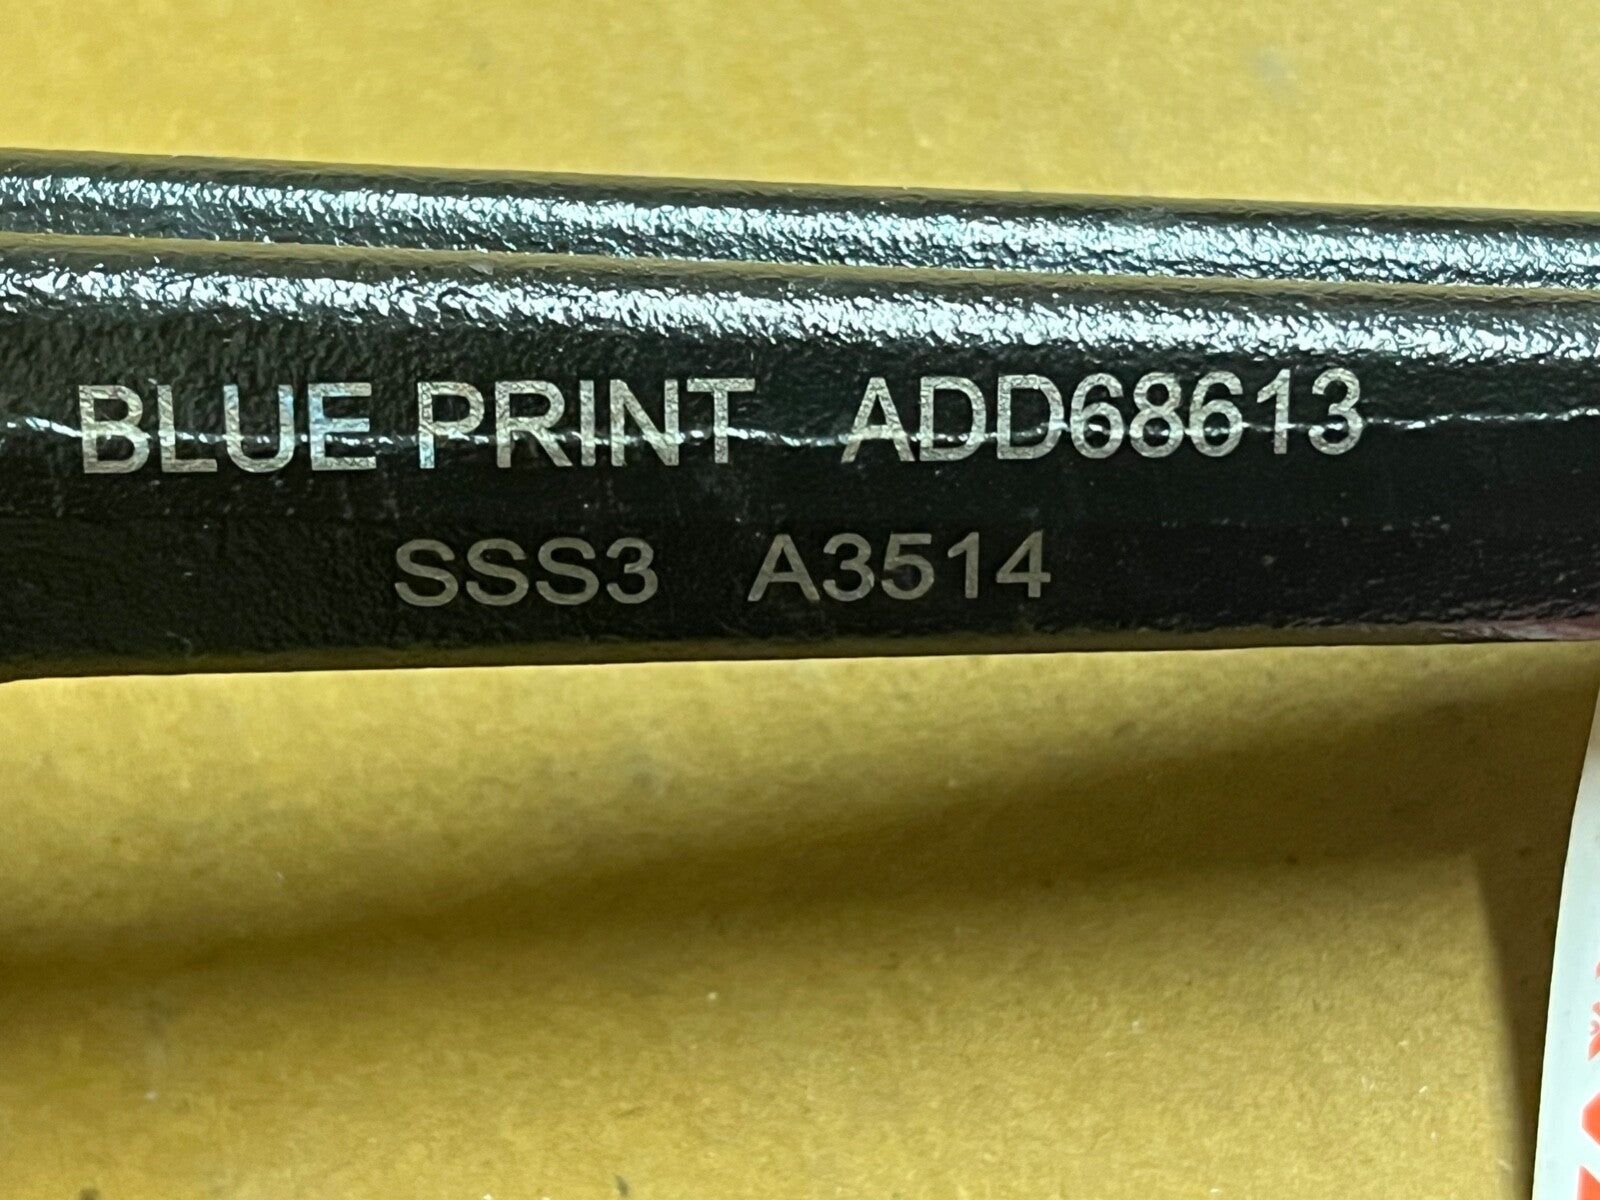 BLUE PRINT ADD68613
SSS3 A3514